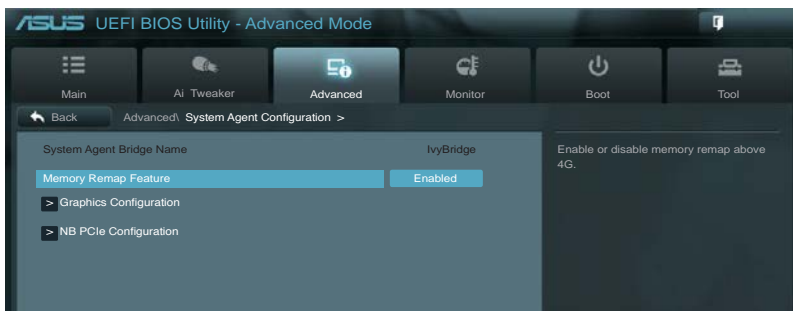 ASUS UEFI BIOS Utility - Advanced Mode
Main Ai Tweaker Advanced Monitor Boot Tool
Back Advanced\ System Agent Configuration >
System Agent Bridge Name IvyBridge
Memory Remap Feature Enabled
> Graphics Configuration
> NB PCIe Configuration
Enable or disable memory remap above
4G.